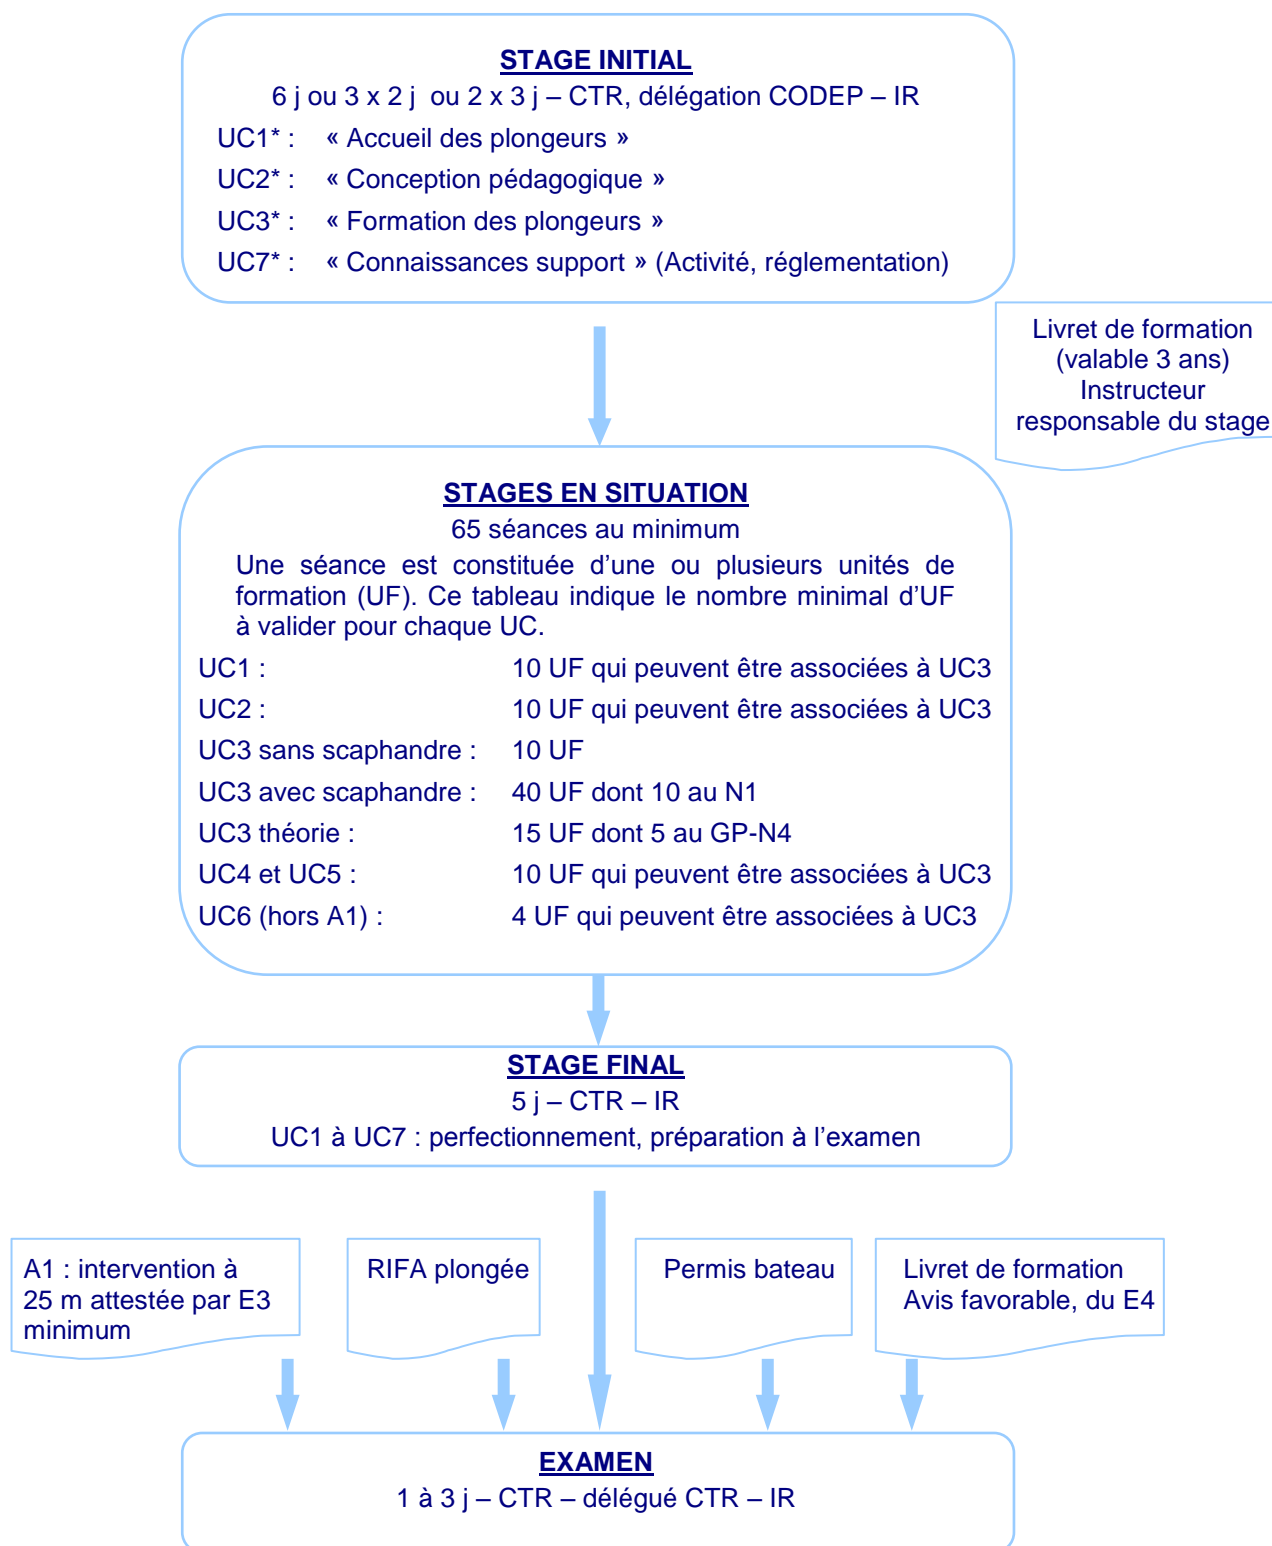 STAGE INITIAL
6 j ou 3 x 2 j ou 2 x 3 j – CTR, délégation CODEP – IR
UC1* : « Accueil des plongeurs »
UC2* : « Conception pédagogique »
UC3* : « Formation des plongeurs »
UC7* : « Connaissances support » (Activité, réglementation)
Livret de formation
(valable 3 ans)
Instructeur
responsable du stage
STAGES EN SITUATION
65 séances au minimum
Une séance est constituée d’une ou plusieurs unités de
formation (UF). Ce tableau indique le nombre minimal d’UF
à valider pour chaque UC.
UC1 : 10 UF qui peuvent être associées à UC3
UC2 : 10 UF qui peuvent être associées à UC3
UC3 sans scaphandre : 10 UF
UC3 avec scaphandre : 40 UF dont 10 au N1
UC3 théorie : 15 UF dont 5 au GP-N4
UC4 et UC5 : 10 UF qui peuvent être associées à UC3
UC6 (hors A1) : 4 UF qui peuvent être associées à UC3
STAGE FINAL
5 j – CTR – IR
UC1 à UC7 : perfectionnement, préparation à l’examen
A1 : intervention à
25 m attestée par E3
minimum
RIFA plongée
Permis bateau
Livret de formation
Avis favorable, du E4
EXAMEN
1 à 3 j – CTR – délégué CTR – IR